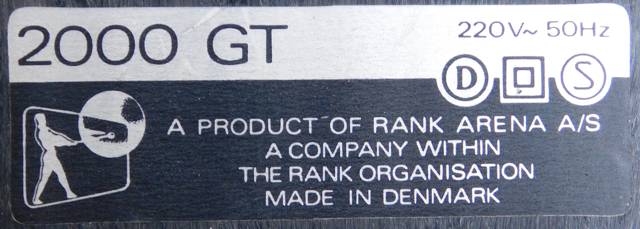 2000 GT
220V~ 50Hz
D S
A PRODUCT OF RANK ARENA A/S
A COMPANY WITHIN
THE RANK ORGANISATION
MADE IN DENMARK